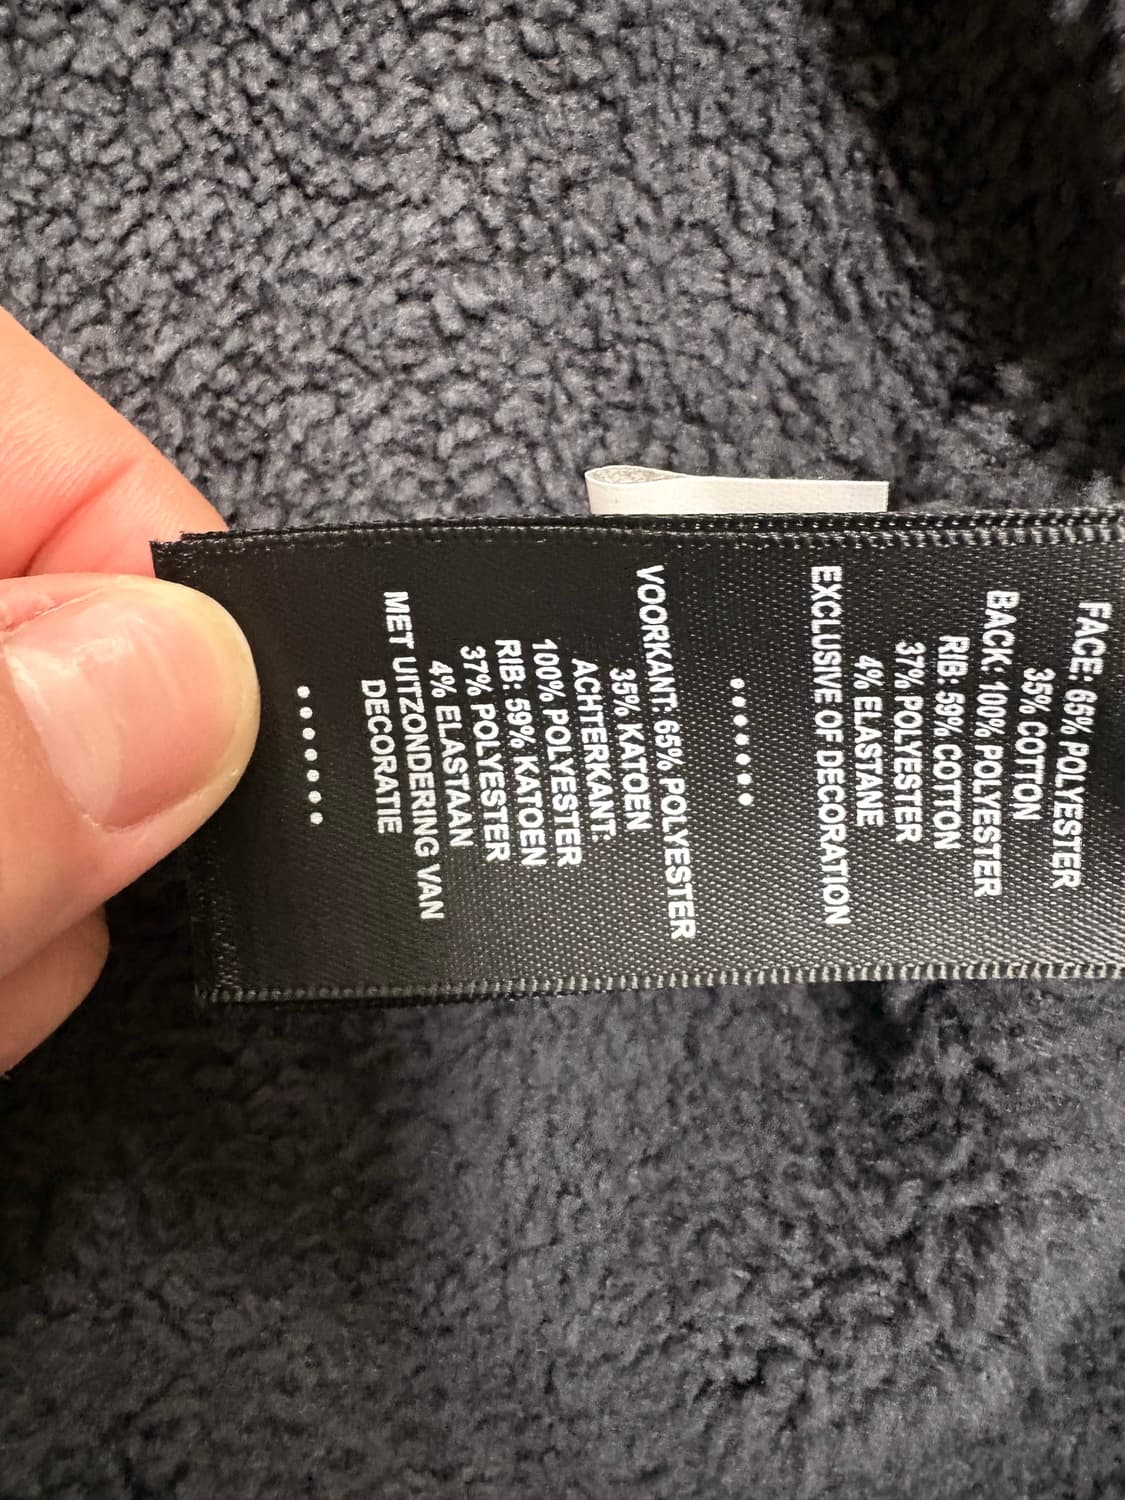 FACE: 65% POLYESTER
35% COTTON
BACK: 100% POLYESTER
RIB: 59% COTTON
37% POLYESTER
4% ELASTANE
EXCLUSIVE OF DECORATION
•••••••
VOORKANT: 65% POLYESTER
35% KATOEN
ACHTERKANT:
100% POLYESTER
RIB: 59% KATOEN
37% POLYESTER
4% ELASTAAN
MET UITZONDERING VAN
DECORATIE
•••••••